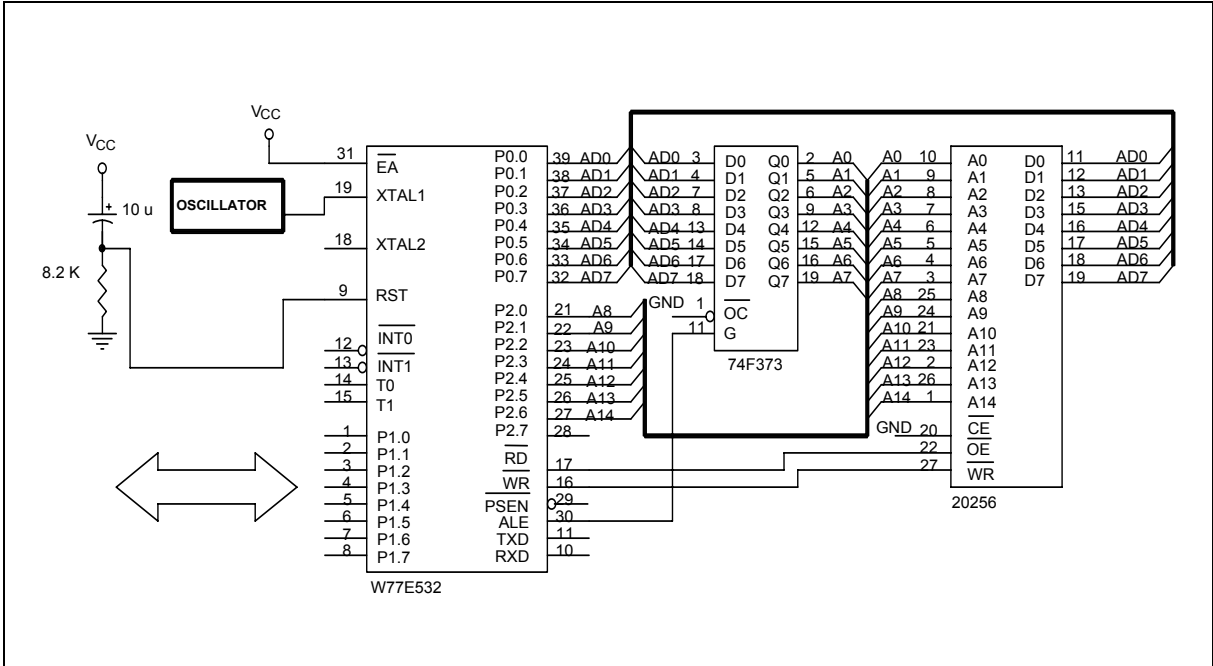 VCC
10 u
8.2 K
VCC
OSCILLATOR
31 EA
19 XTAL1
18 XTAL2
9 RST
12 INT0
13 INT1
14 T0
15 T1
1 P1.0
2 P1.1
3 P1.2
4 P1.3
5 P1.4
6 P1.5
7 P1.6
8 P1.7
P0.0 39 AD0
P0.1 38 AD1
P0.2 37 AD2
P0.3 36 AD3
P0.4 35 AD4
P0.5 34 AD5
P0.6 33 AD6
P0.7 32 AD7
P2.0 21 A8
P2.1 22 A9
P2.2 23 A10
P2.3 24 A11
P2.4 25 A12
P2.5 26 A13
P2.6 27 A14
P2.7 28
RD 17
WR 16
PSEN 29
ALE 30
TXD 11
RXD 10
W77E532
AD0 3 D0 Q0 2 A0
AD1 4 D1 Q1 5 A1
AD2 7 D2 Q2 6 A2
AD3 8 D3 Q3 9 A3
AD4 13 D4 Q4 12 A4
AD5 14 D5 Q5 15 A5
AD6 17 D6 Q6 16 A6
AD7 18 D7 Q7 19 A7
GND 1 OC
11 G
74F373
A0 10 A0 D0 11 AD0
A1 9 A1 D1 12 AD1
A2 8 A2 D2 13 AD2
A3 7 A3 D3 15 AD3
A4 6 A4 D4 16 AD4
A5 5 A5 D5 17 AD5
A6 4 A6 D6 18 AD6
A7 3 A7 D7 19 AD7
A8 25 A8
A9 24 A9
A10 21 A10
A11 23 A11
A12 2 A12
A13 26 A13
A14 1 A14
GND 20 CE
22 OE
27 WR
20256